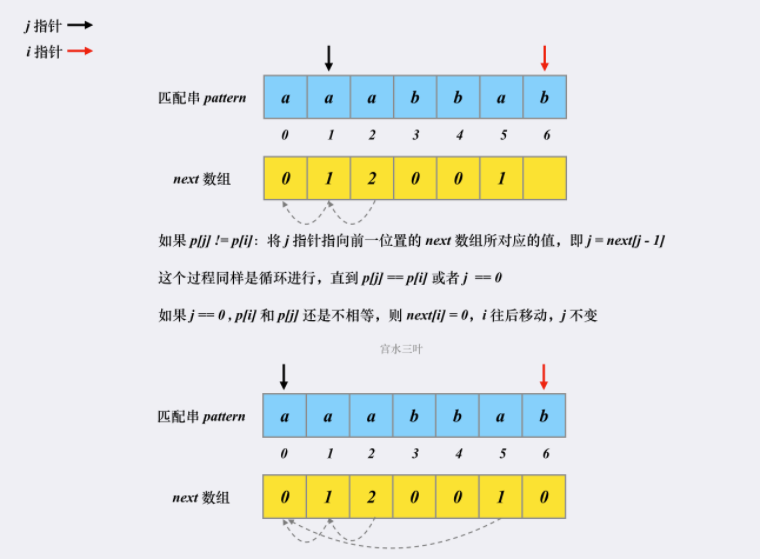 j 指针
i 指针
匹配串 pattern a a a b b a b
0 1 2 3 4 5 6
next 数组 0 1 2 0 0 1
如果 p[j] != p[i]：将 j 指针指向前一位置的 next 数组所对应的值，即 j = next[j - 1]
这个过程同样是循环进行，直到 p[j] == p[i] 或者 j == 0
如果 j == 0 , p[i] 和 p[j] 还是不相等，则 next[i] = 0，i 往后移动，j 不变
宫水三叶
匹配串 pattern a a a b b a b
0 1 2 3 4 5 6
next 数组 0 1 2 0 0 1 0